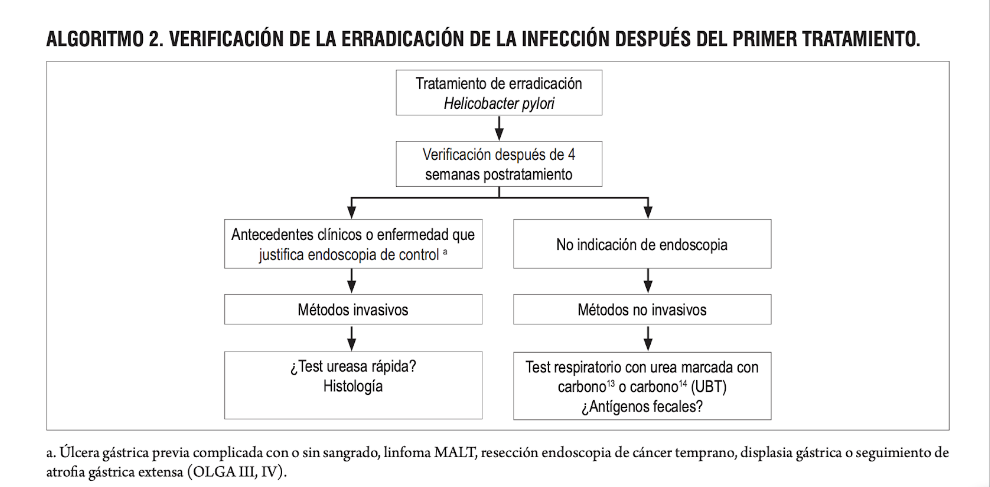 ALGORITMO 2. VERIFICACIÓN DE LA ERRADICACIÓN DE LA INFECCIÓN DESPUÉS DEL PRIMER TRATAMIENTO.
Tratamiento de erradicación
Helicobacter pylori
Verificación después de 4
semanas postratamiento
Antecedentes clínicos o enfermedad que
justifica endoscopia de control ª
No indicación de endoscopia
Métodos invasivos
Métodos no invasivos
¿Test ureasa rápida?
Histología
Test respiratorio con urea marcada con
carbono¹³ o carbono¹⁴ (UBT)
¿Antígenos fecales?
a. Úlcera gástrica previa complicada con o sin sangrado, linfoma MALT, resección endoscopia de cáncer temprano, displasia gástrica o seguimiento de
atrofia gástrica extensa (OLGA III, IV).